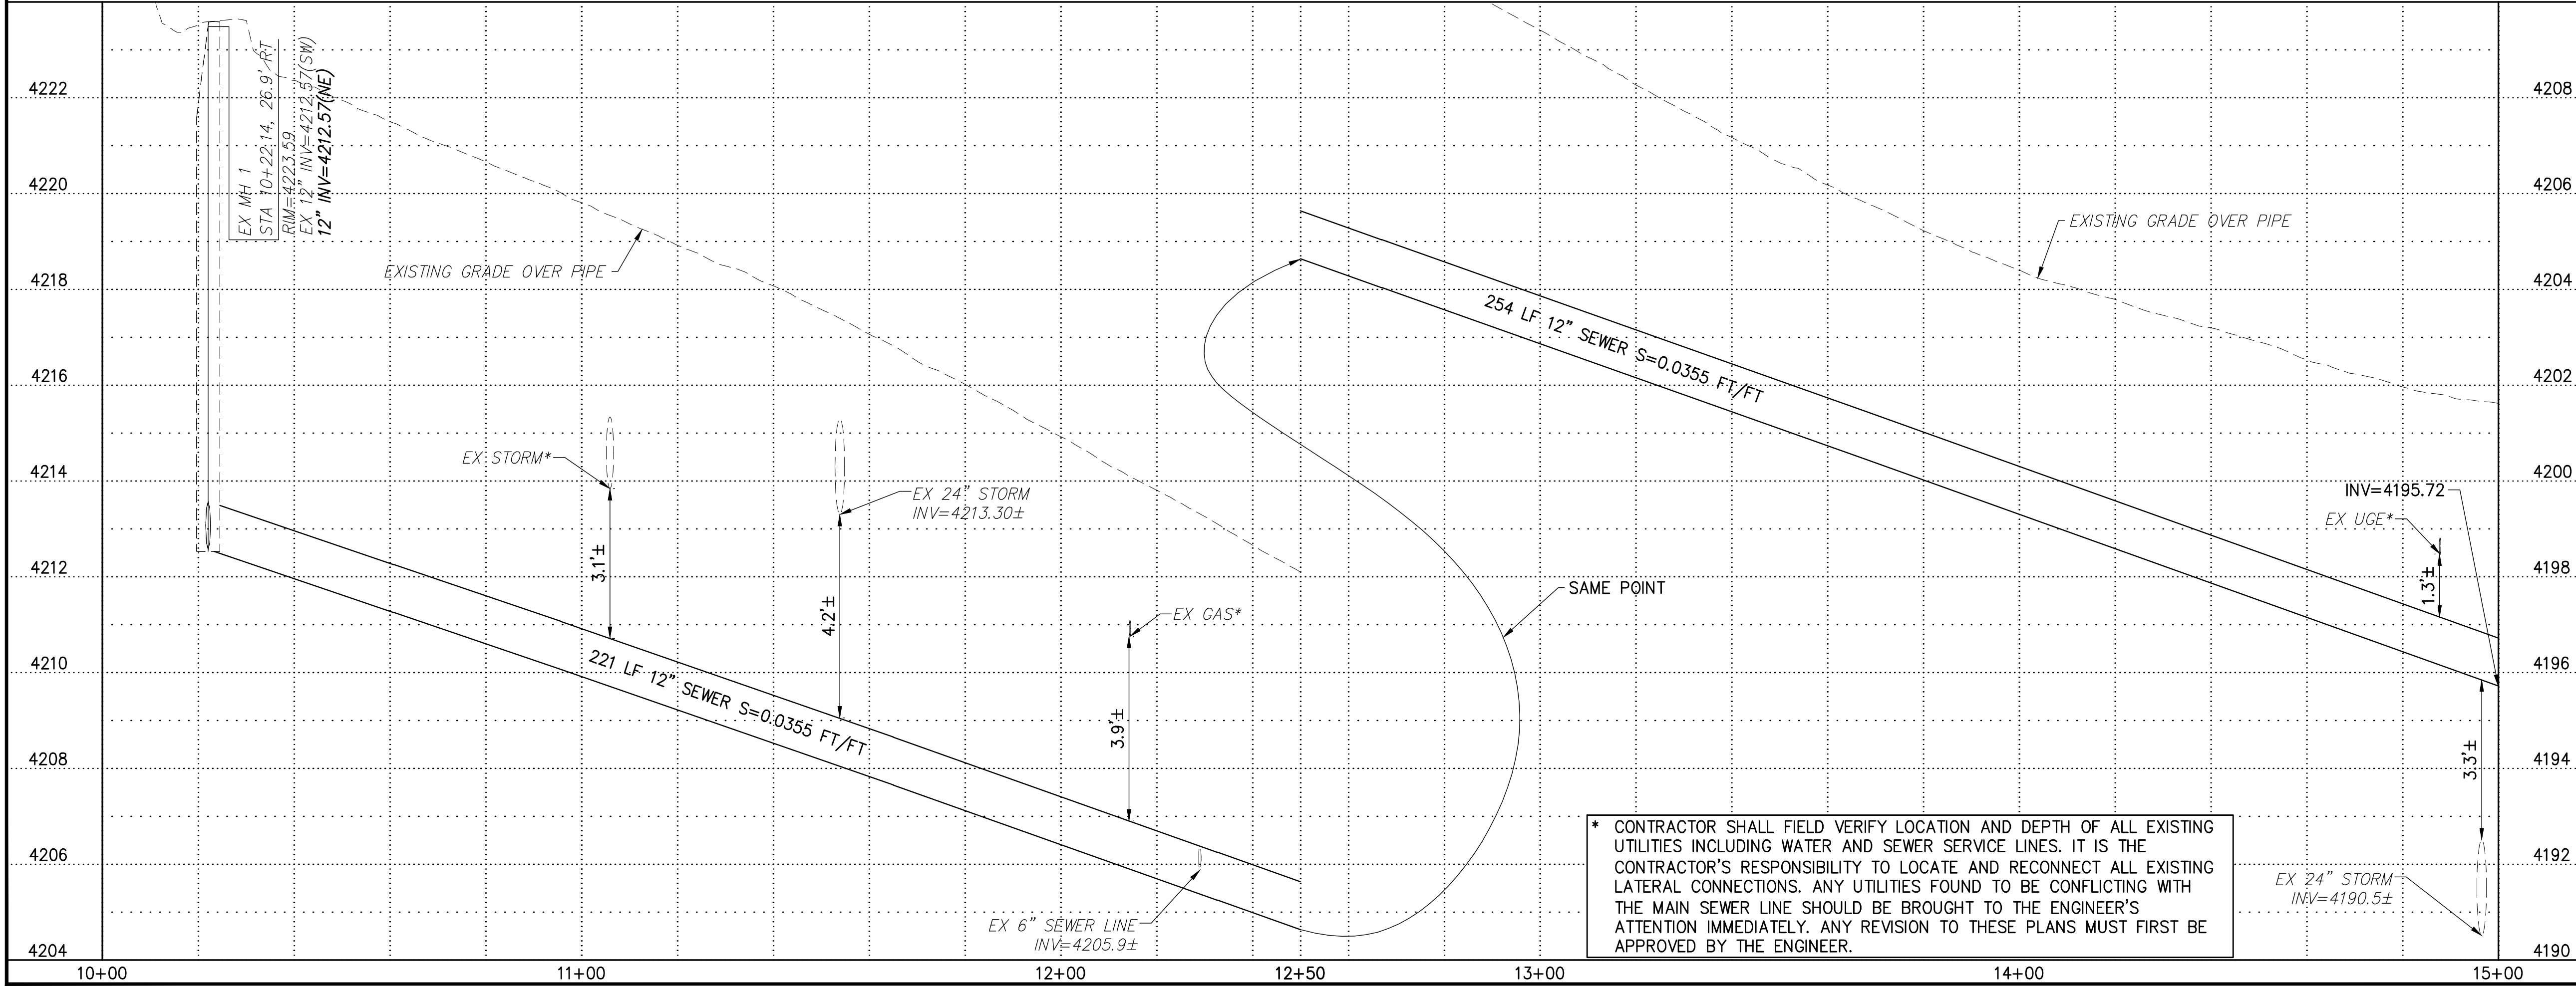 EX MH 1
STA 10+22.14, 26.9' RT
RIM=4223.59
EX 12" INV=4212.57(SW)
12" INV=4212.57(NE)
4222
4220
4218
4216
4214
4212
4210
4208
4206
4204
EXISTING GRADE OVER PIPE
EX STORM*
3.1'±
EX 24" STORM
INV=4213.30±
4.2'±
221 LF 12" SEWER S=0.0355 FT/FT
EX GAS*
3.9'±
EX 6" SEWER LINE
INV=4205.9±
SAME POINT
254 LF 12" SEWER S=0.0355 FT/FT
EXISTING GRADE OVER PIPE
INV=4195.72
EX UGE*
1.3'±
3.3'±
EX 24" STORM
INV=4190.5±
* CONTRACTOR SHALL FIELD VERIFY LOCATION AND DEPTH OF ALL EXISTING
UTILITIES INCLUDING WATER AND SEWER SERVICE LINES. IT IS THE
CONTRACTOR'S RESPONSIBILITY TO LOCATE AND RECONNECT ALL EXISTING
LATERAL CONNECTIONS. ANY UTILITIES FOUND TO BE CONFLICTING WITH
THE MAIN SEWER LINE SHOULD BE BROUGHT TO THE ENGINEER'S
ATTENTION IMMEDIATELY. ANY REVISION TO THESE PLANS MUST FIRST BE
APPROVED BY THE ENGINEER.
4208
4206
4204
4202
4200
4198
4196
4194
4192
4190
10+00
11+00
12+00
12+50
13+00
14+00
15+00